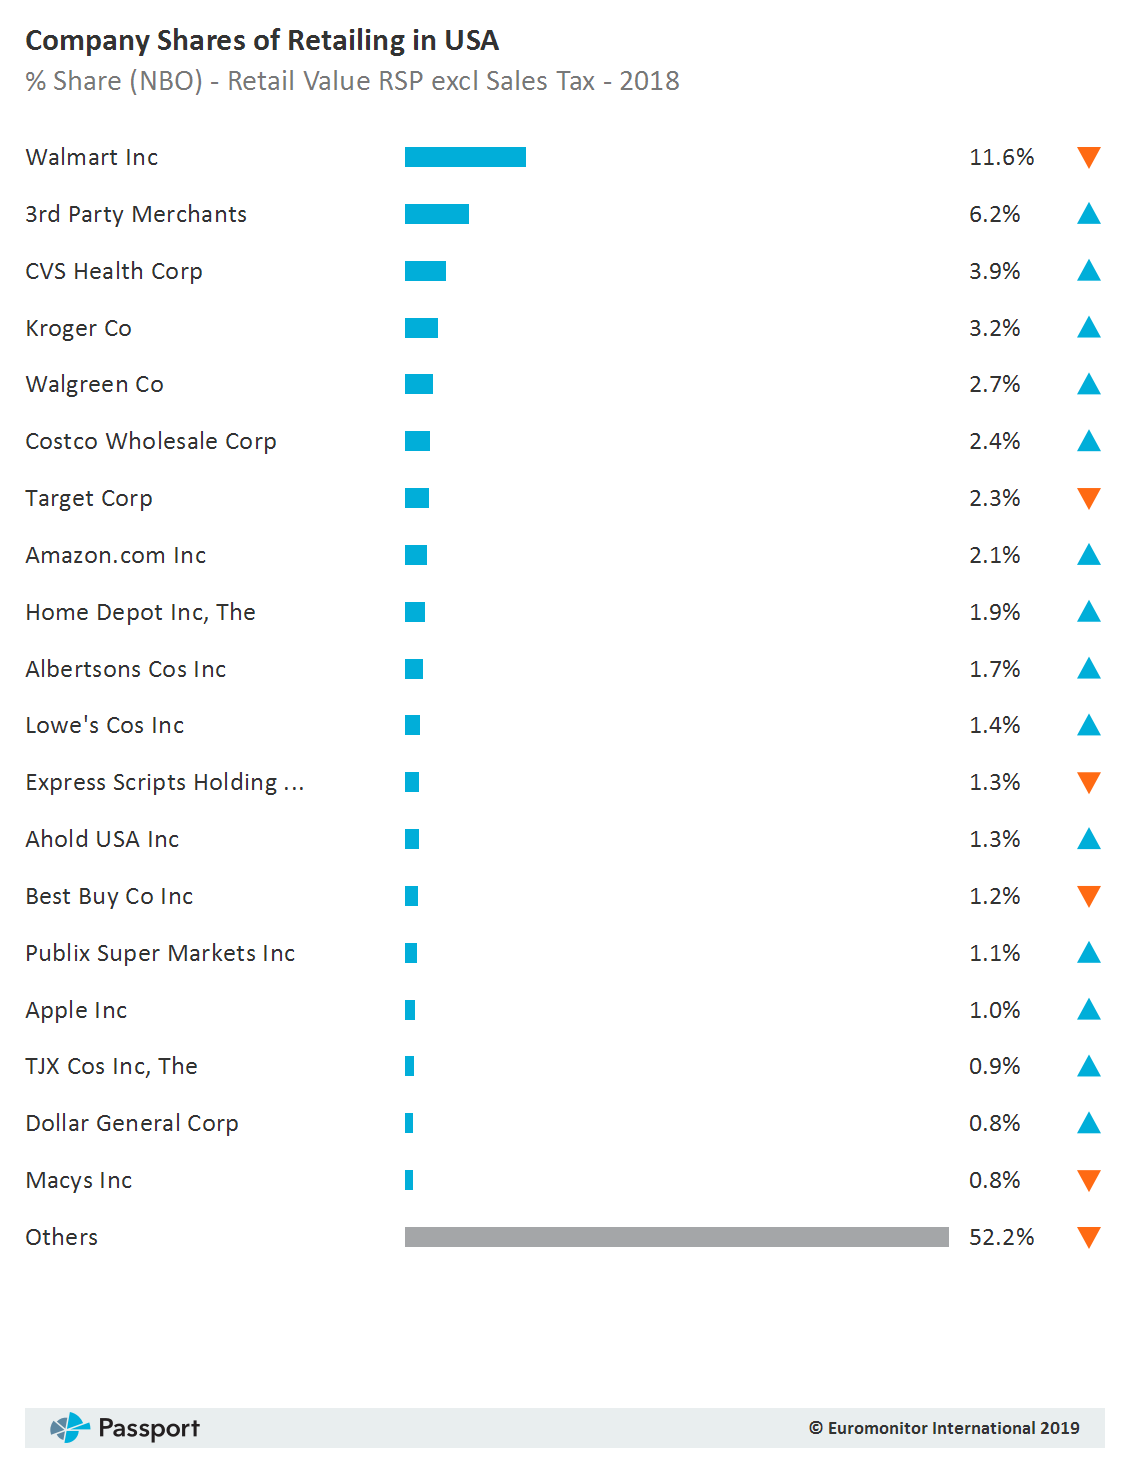 Company Shares of Retailing in USA
% Share (NBO) - Retail Value RSP excl Sales Tax - 2018
Walmart Inc 11.6%
3rd Party Merchants 6.2%
CVS Health Corp 3.9%
Kroger Co 3.2%
Walgreen Co 2.7%
Costco Wholesale Corp 2.4%
Target Corp 2.3%
Amazon.com Inc 2.1%
Home Depot Inc, The 1.9%
Albertsons Cos Inc 1.7%
Lowe's Cos Inc 1.4%
Express Scripts Holding ... 1.3%
Ahold USA Inc 1.3%
Best Buy Co Inc 1.2%
Publix Super Markets Inc 1.1%
Apple Inc 1.0%
TJX Cos Inc, The 0.9%
Dollar General Corp 0.8%
Macys Inc 0.8%
Others 52.2%
Passport © Euromonitor International 2019